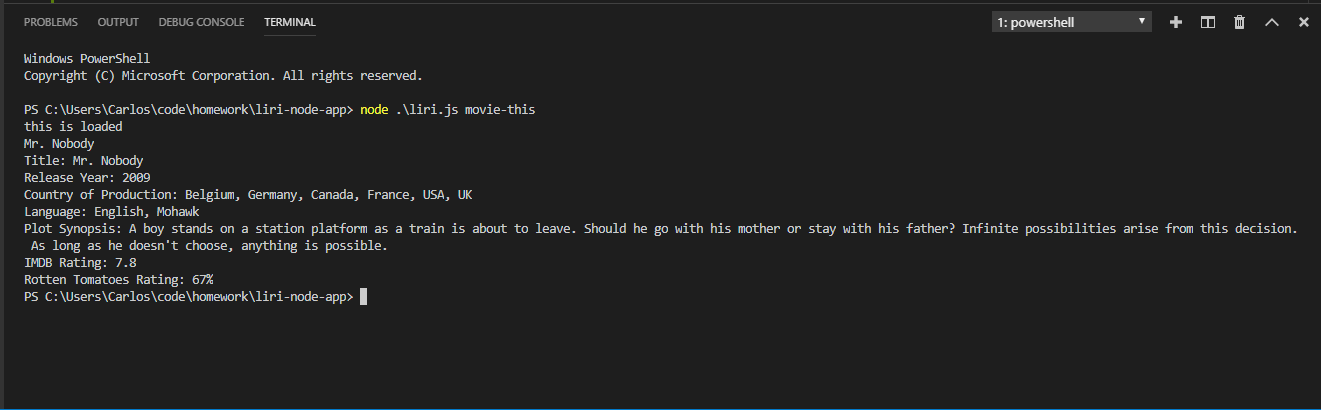 PROBLEMS OUTPUT DEBUG CONSOLE TERMINAL 1: powershell
Windows PowerShell
Copyright (C) Microsoft Corporation. All rights reserved.
PS C:\Users\Carlos\code\homework\liri-node-app> node .\liri.js movie-this
this is loaded
Mr. Nobody
Title: Mr. Nobody
Release Year: 2009
Country of Production: Belgium, Germany, Canada, France, USA, UK
Language: English, Mohawk
Plot Synopsis: A boy stands on a station platform as a train is about to leave. Should he go with his mother or stay with his father? Infinite possibilities arise from this decision.
As long as he doesn't choose, anything is possible.
IMDB Rating: 7.8
Rotten Tomatoes Rating: 67%
PS C:\Users\Carlos\code\homework\liri-node-app>